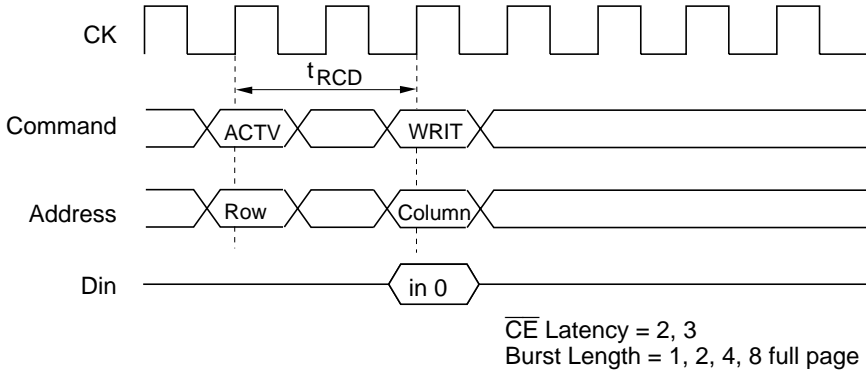 CK
tRCD
Command ACTV WRIT
Address Row Column
Din in 0
CE Latency = 2, 3
Burst Length = 1, 2, 4, 8 full page